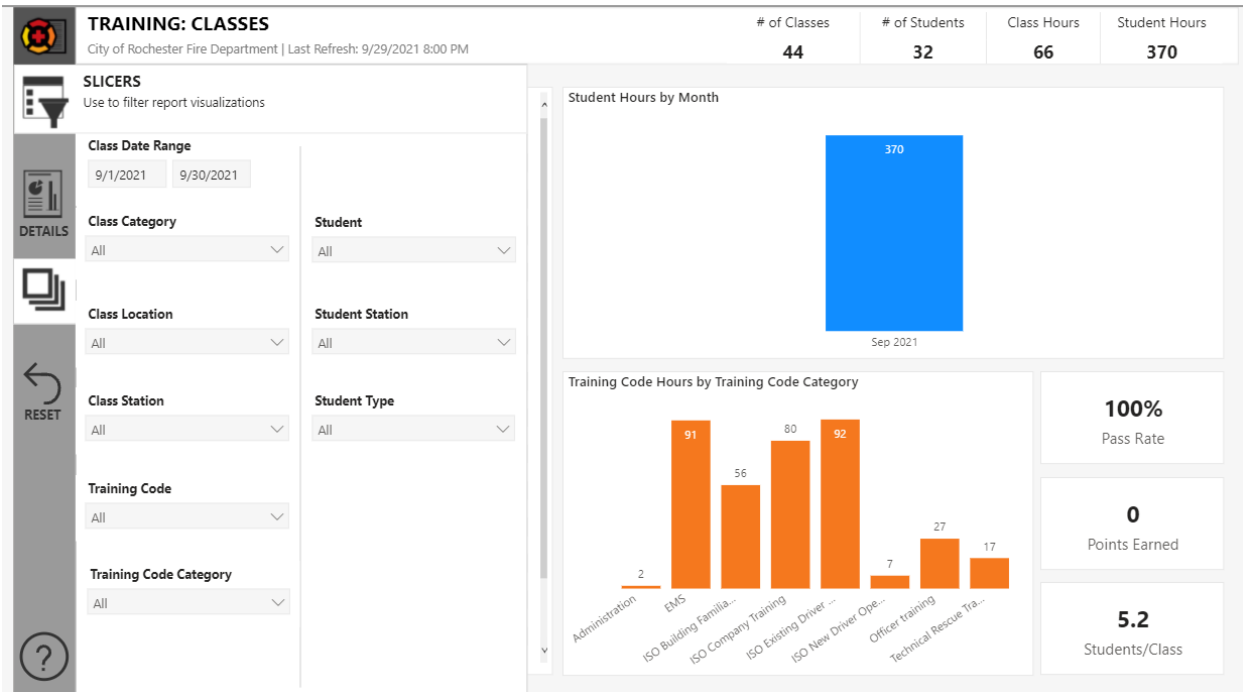 TRAINING: CLASSES
City of Rochester Fire Department | Last Refresh: 9/29/2021 8:00 PM
# of Classes
44
# of Students
32
Class Hours
66
Student Hours
370
SLICERS
Use to filter report visualizations
DETAILS
RESET
?
Class Date Range
9/1/2021 9/30/2021
Class Category
All
Student
All
Class Location
All
Student Station
All
Class Station
All
Student Type
All
Training Code
All
Training Code Category
All
Student Hours by Month
370
Sep 2021
Training Code Hours by Training Code Category
2
91
56
80
92
7
27
17
Administration
EMS
ISO Building Familia...
ISO Company Training
ISO Existing Driver ...
ISO New Driver Ope...
Officer training
Technical Rescue Tra...
100%
Pass Rate
0
Points Earned
5.2
Students/Class